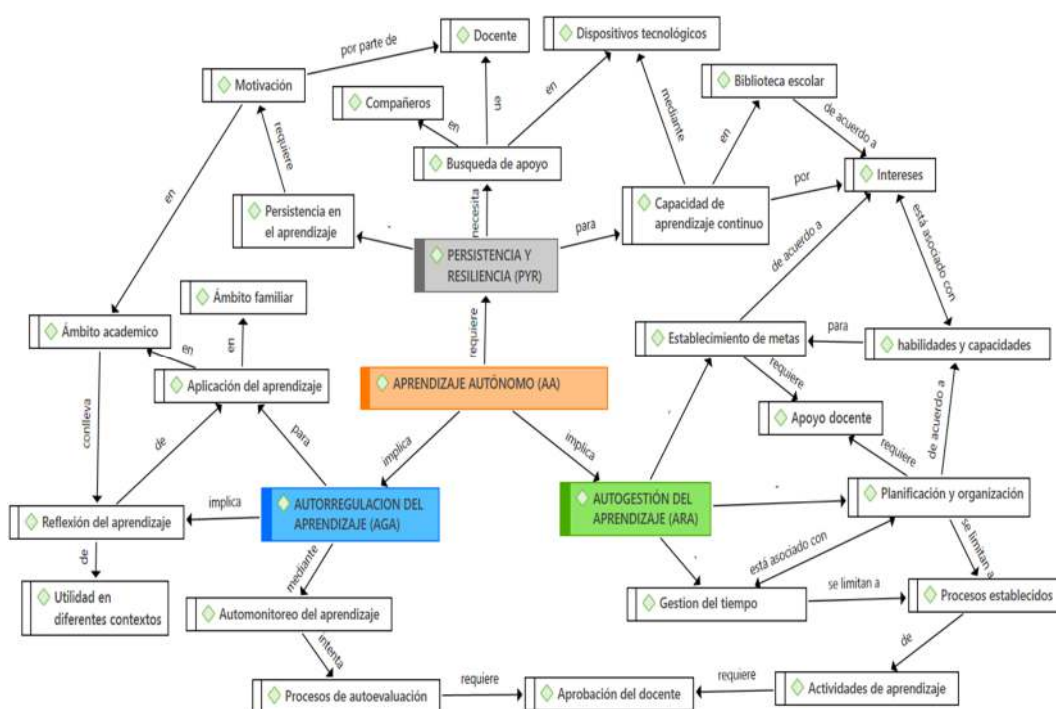 Docente
Dispositivos tecnológicos
por parte de
Motivación
Biblioteca escolar
Compañeros
en
en
en
mediante
de acuerdo a
requiere
en
en
Busqueda de apoyo
Intereses
por
Persistencia en
el aprendizaje
necesita
para
Capacidad de
aprendizaje continuo
está asociado con
PERSISTENCIA Y
RESILIENCIA (PYR)
de acuerdo a
Ámbito familiar
Ámbito academico
en
en
requiere
Establecimiento de metas
para
habilidades y capacidades
Aplicación del aprendizaje
APRENDIZAJE AUTÓNOMO (AA)
requiere
conlleva
de
para
Apoyo docente
de acuerdo a
implica
implica
requiere
Reflexión del aprendizaje
implica
AUTORREGULACION DEL
APRENDIZAJE (AGA)
AUTOGESTIÓN DEL
APRENDIZAJE (ARA)
Planificación y organización
de
mediante
está asociado con
se limitan a
Utilidad en
diferentes contextos
Automonitoreo del aprendizaje
Gestion del tiempo
se limitan a
Procesos establecidos
intenta
de
Procesos de autoevaluación
requiere
Aprobación del docente
requiere
Actividades de aprendizaje